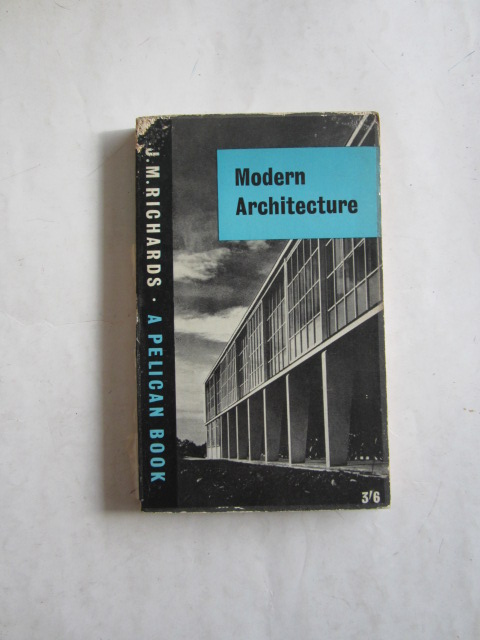 Modern
Architecture
J.M.RICHARDS · A PELICAN BOOK
3/6